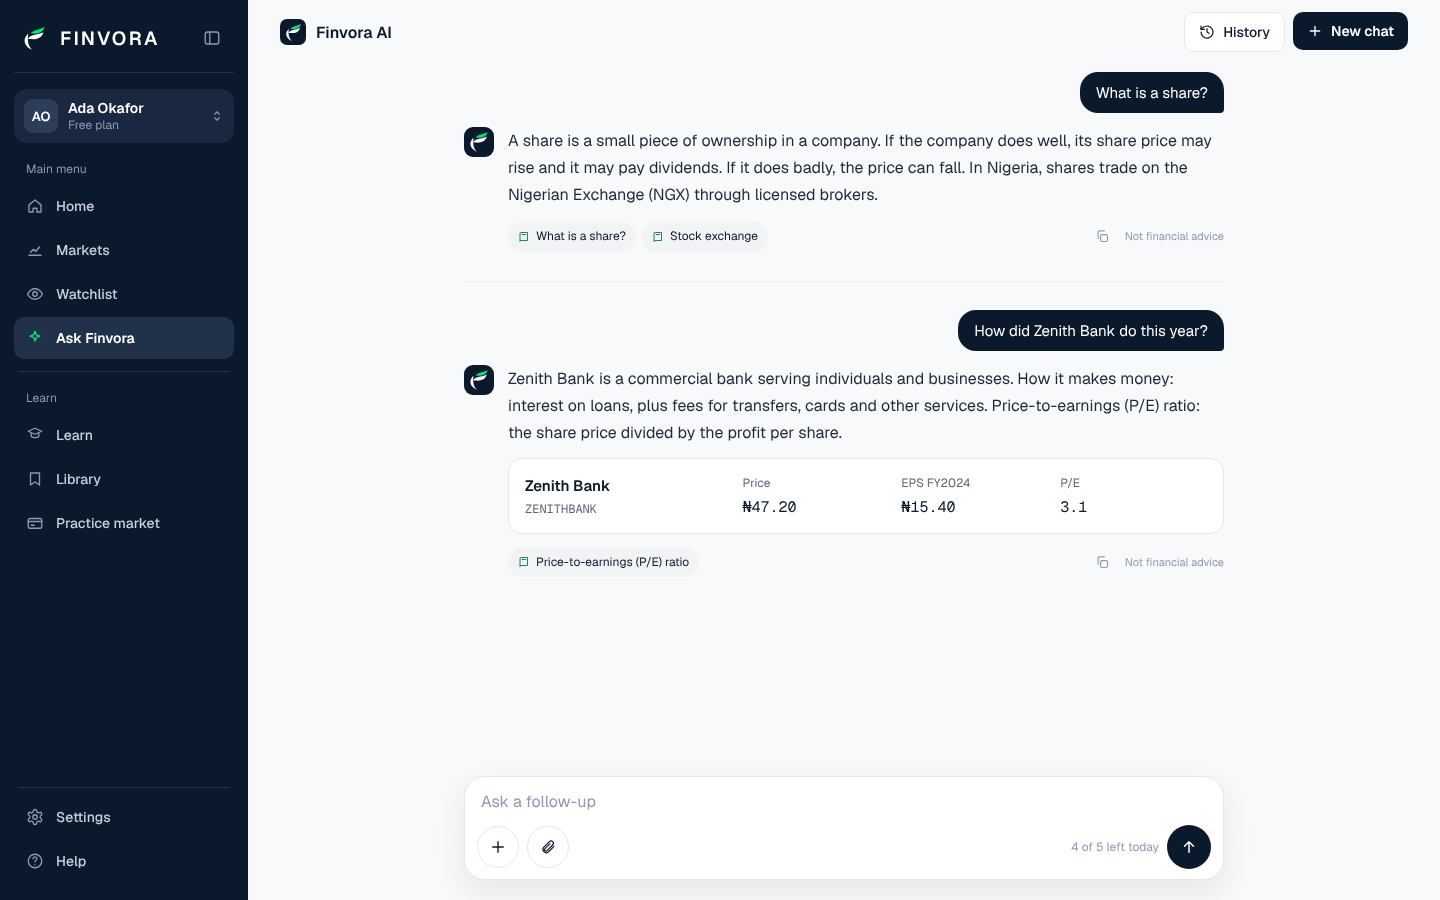 FINVORA
AO
Ada Okafor
Free plan
Main menu
Home
Markets
Watchlist
Ask Finvora
Learn
Learn
Library
Practice market
Settings
Help
Finvora AI
History
New chat
What is a share?
A share is a small piece of ownership in a company. If the company does well, its share price may
rise and it may pay dividends. If it does badly, the price can fall. In Nigeria, shares trade on the
Nigerian Exchange (NGX) through licensed brokers.
What is a share?
Stock exchange
Not financial advice
How did Zenith Bank do this year?
Zenith Bank is a commercial bank serving individuals and businesses. How it makes money:
interest on loans, plus fees for transfers, cards and other services. Price-to-earnings (P/E) ratio:
the share price divided by the profit per share.
Zenith Bank
ZENITHBANK
Price
₦47.20
EPS FY2024
₦15.40
P/E
3.1
Price-to-earnings (P/E) ratio
Not financial advice
Ask a follow-up
4 of 5 left today